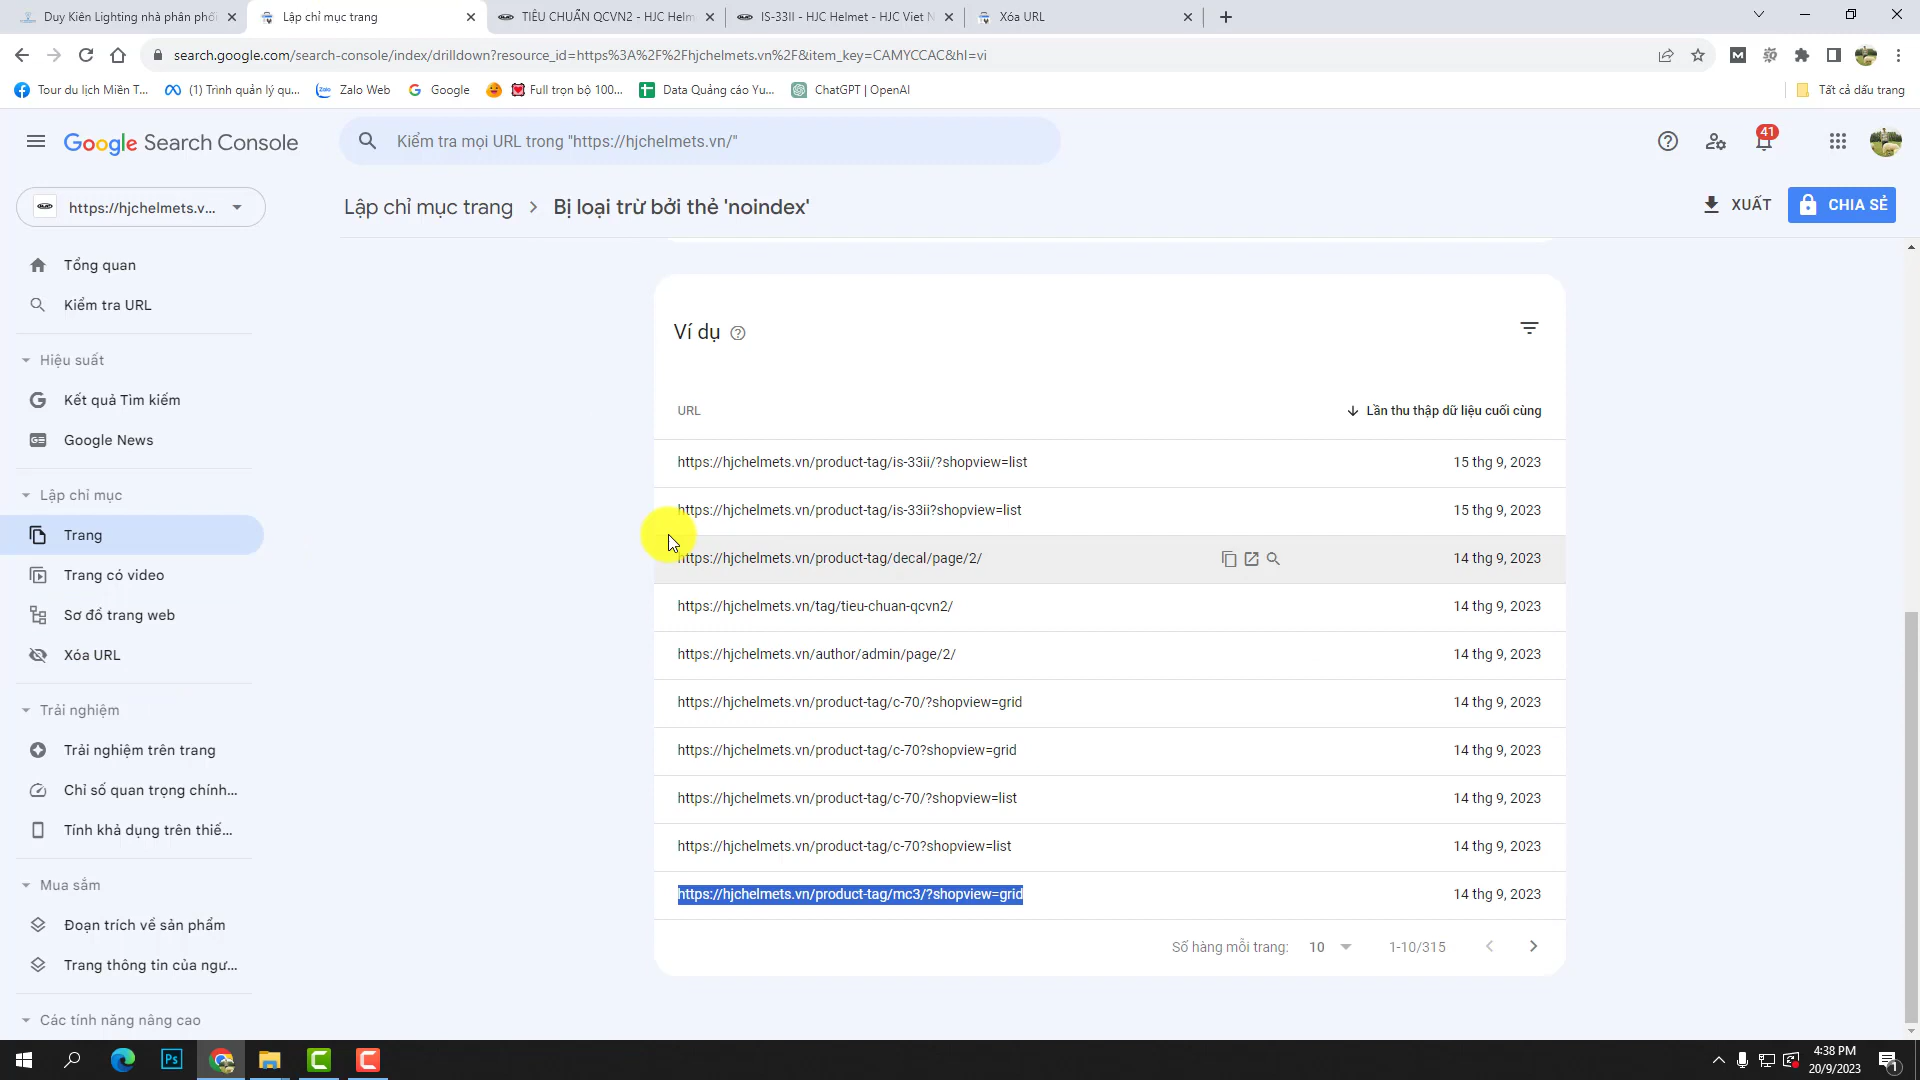 Duy Kiên Lighting nhà phân phối
Lập chỉ mục trang
TIÊU CHUẨN QCVN2 - HJC Helm
IS-33II - HJC Helmet - HJC Viet N
Xóa URL
search.google.com/search-console/index/drilldown?resource_id=https%3A%2F%2Fhjchelmets.vn%2F&item_key=CAMYCCAC&hl=vi
Tour du lịch Miền T...
(1) Trình quản lý qu...
Zalo Web
Google
Full trọn bộ 100...
Data Quảng cáo Yu...
ChatGPT | OpenAI
Tất cả dấu trang
Google Search Console
Kiểm tra mọi URL trong "https://hjchelmets.vn/"
41
https://hjchelmets.v...
Lập chỉ mục trang
Bị loại trừ bởi thẻ 'noindex'
XUẤT
CHIA SẺ
Tổng quan
Kiểm tra URL
Hiệu suất
Kết quả Tìm kiếm
Google News
Lập chỉ mục
Trang
Trang có video
Sơ đồ trang web
Xóa URL
Trải nghiệm
Trải nghiệm trên trang
Chỉ số quan trọng chính...
Tính khả dụng trên thiế...
Mua sắm
Đoạn trích về sản phẩm
Trang thông tin của ngư...
Các tính năng nâng cao
Ví dụ
URL
Lần thu thập dữ liệu cuối cùng
https://hjchelmets.vn/product-tag/is-33ii/?shopview=list
15 thg 9, 2023
https://hjchelmets.vn/product-tag/is-33ii?shopview=list
15 thg 9, 2023
https://hjchelmets.vn/product-tag/decal/page/2/
14 thg 9, 2023
https://hjchelmets.vn/tag/tieu-chuan-qcvn2/
14 thg 9, 2023
https://hjchelmets.vn/author/admin/page/2/
14 thg 9, 2023
https://hjchelmets.vn/product-tag/c-70/?shopview=grid
14 thg 9, 2023
https://hjchelmets.vn/product-tag/c-70?shopview=grid
14 thg 9, 2023
https://hjchelmets.vn/product-tag/c-70/?shopview=list
14 thg 9, 2023
https://hjchelmets.vn/product-tag/c-70?shopview=list
14 thg 9, 2023
https://hjchelmets.vn/product-tag/mc3/?shopview=grid
14 thg 9, 2023
Số hàng mỗi trang:
10
1-10/315
Ps
4:38 PM
20/9/2023
1